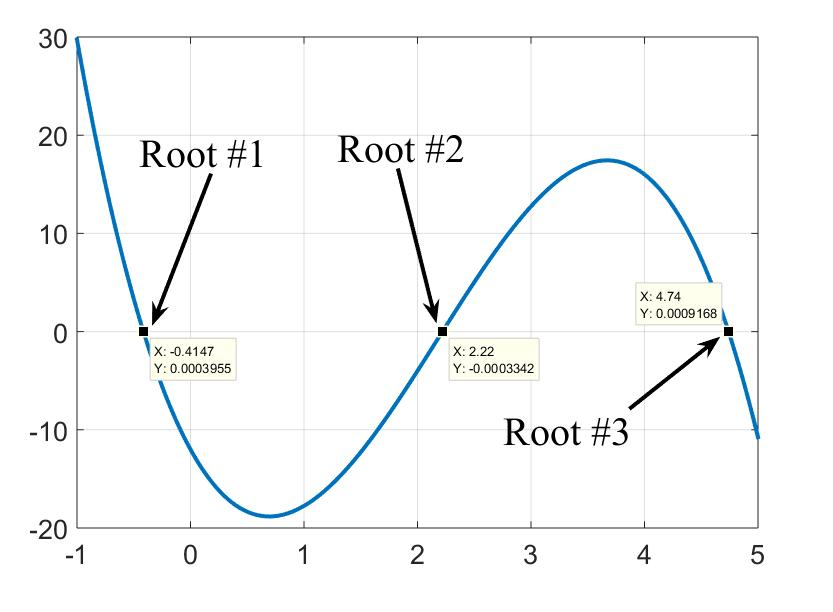 30
20
10
0
-10
-20
-1
0
1
2
3
4
5
Root #1
Root #2
Root #3
X: -0.4147
Y: 0.0003955
X: 2.22
Y: -0.0003342
X: 4.74
Y: 0.0009168